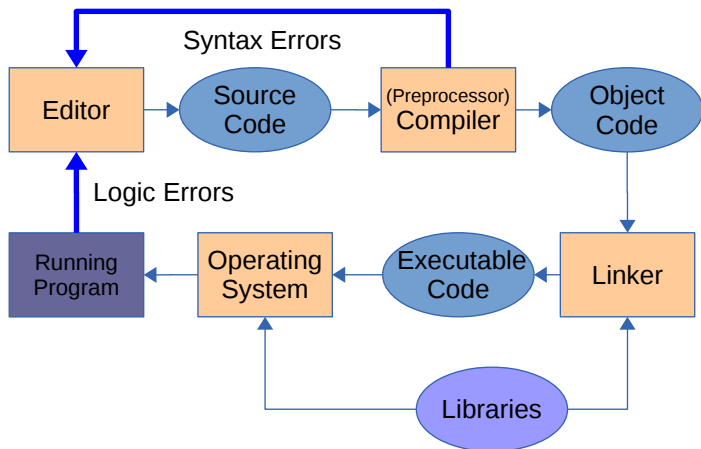 Syntax Errors
Editor
Source
Code
(Preprocessor)
Compiler
Object
Code
Logic Errors
Running
Program
Operating
System
Executable
Code
Linker
Libraries